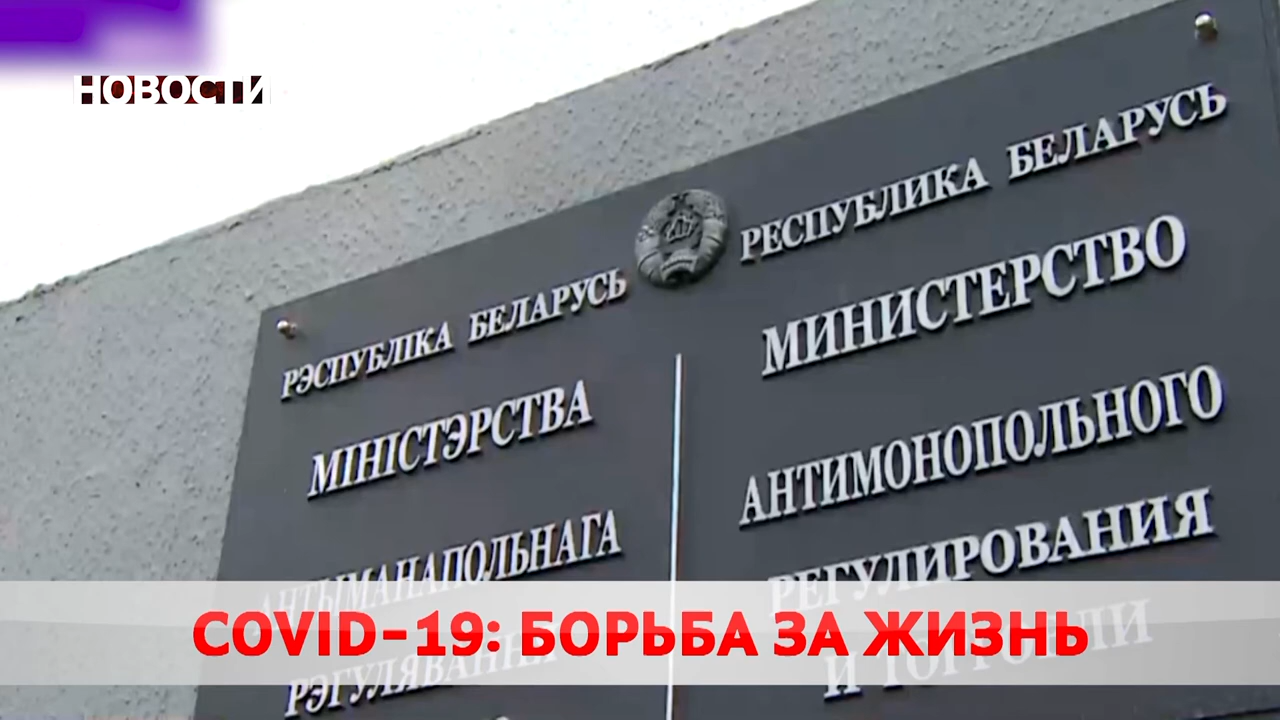 НОВОСТИ
РЭСПУБЛІКА БЕЛАРУСЬ
МІНІСТЭРСТВА
АНТЫМАНАПОЛЬНАГА
РЭГУЛЯВАННЯ
РЕСПУБЛИКА БЕЛАРУСЬ
МИНИСТЕРСТВО
АНТИМОНОПОЛЬНОГО
РЕГУЛИРОВАНИЯ
И ТОРГОВЛИ
COVID-19: БОРЬБА ЗА ЖИЗНЬ